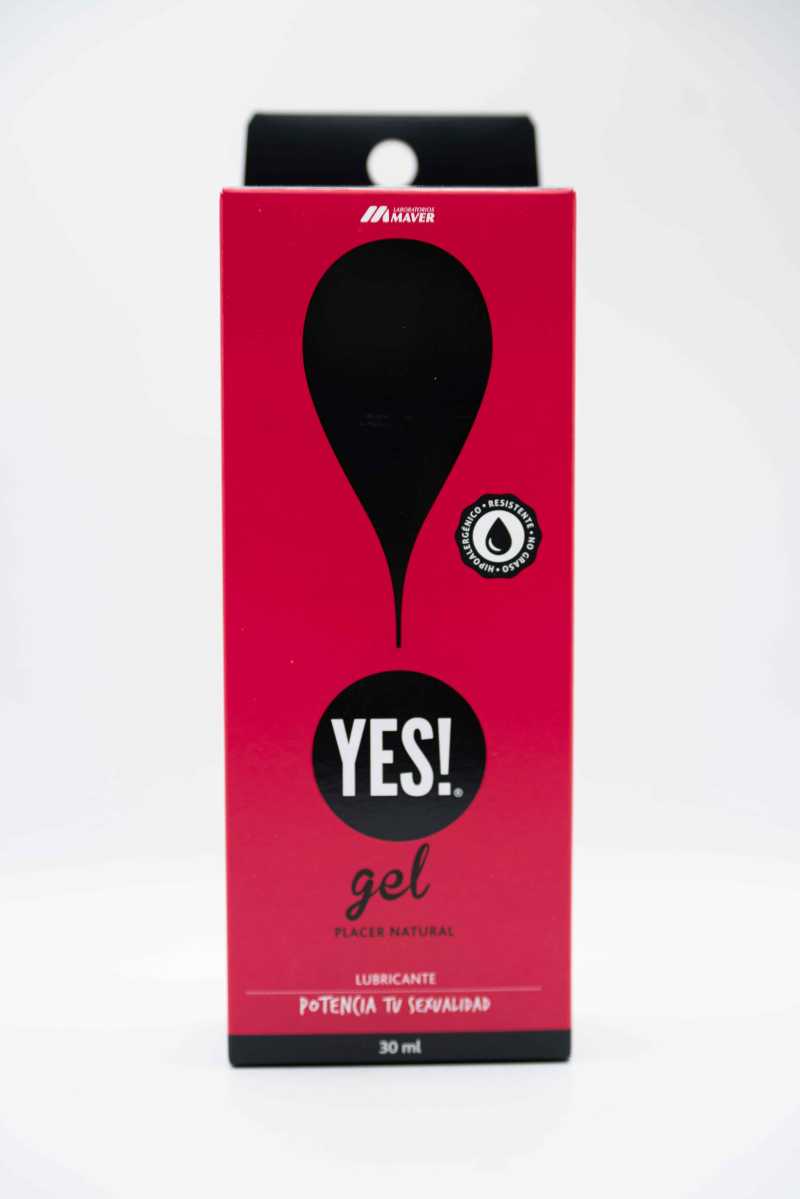 LABORATORIOS
MAVER
RESISTENTE • NO GRASO • HIPOALERGÉNICO •
YES!®
gel
PLACER NATURAL
LUBRICANTE
POTENCIA TU SEXUALIDAD
30 ml